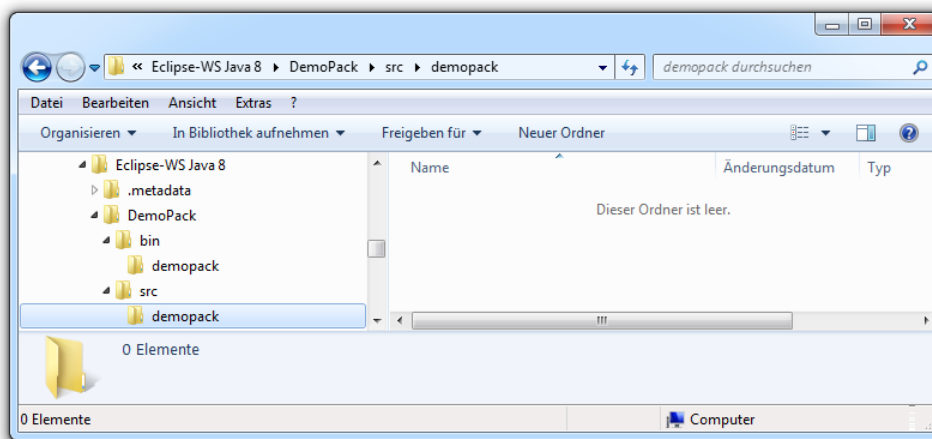 « Eclipse-WS Java 8 ▸ DemoPack ▸ src ▸ demopack
demopack durchsuchen
Datei Bearbeiten Ansicht Extras ?
Organisieren In Bibliothek aufnehmen Freigeben für Neuer Ordner
Eclipse-WS Java 8
.metadata
DemoPack
bin
demopack
src
demopack
Name Änderungsdatum Typ
Dieser Ordner ist leer.
0 Elemente
0 Elemente Computer